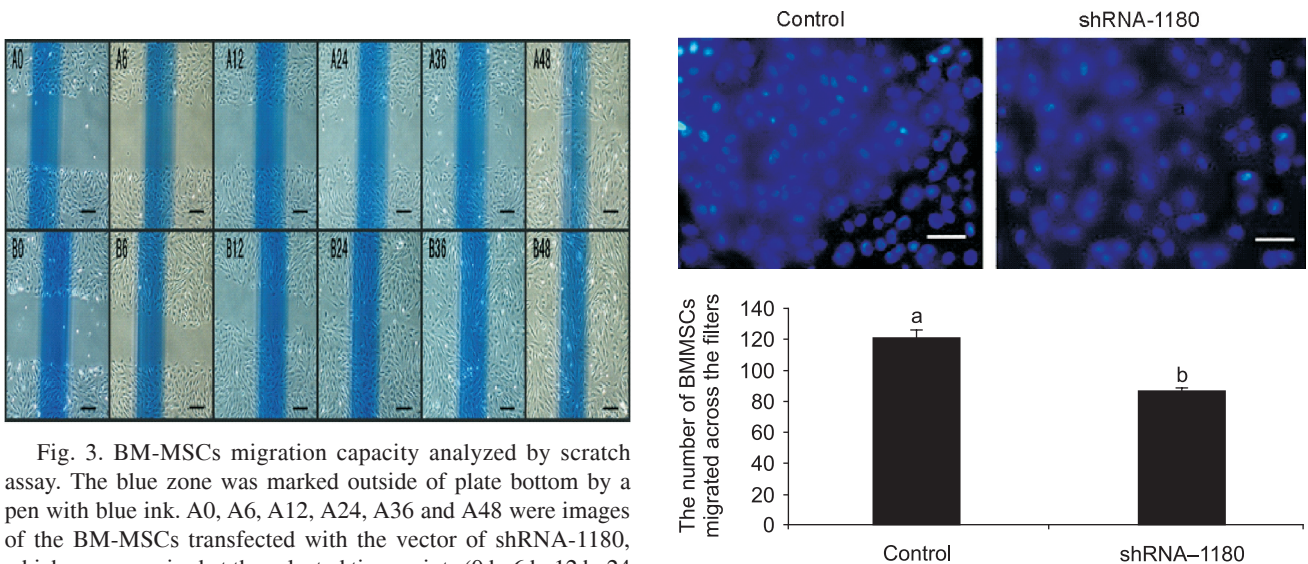 A0 A6 A12 A24 A36 A48
B0 B6 B12 B24 B36 B48
Fig. 3. BM-MSCs migration capacity analyzed by scratch
assay. The blue zone was marked outside of plate bottom by a
pen with blue ink. A0, A6, A12, A24, A36 and A48 were images
of the BM-MSCs transfected with the vector of shRNA-1180,
Control shRNA-1180
a
The number of BMMSCs
migrated across the filters
140
120
100
80
60
40
20
0
a
b
Control shRNA–1180